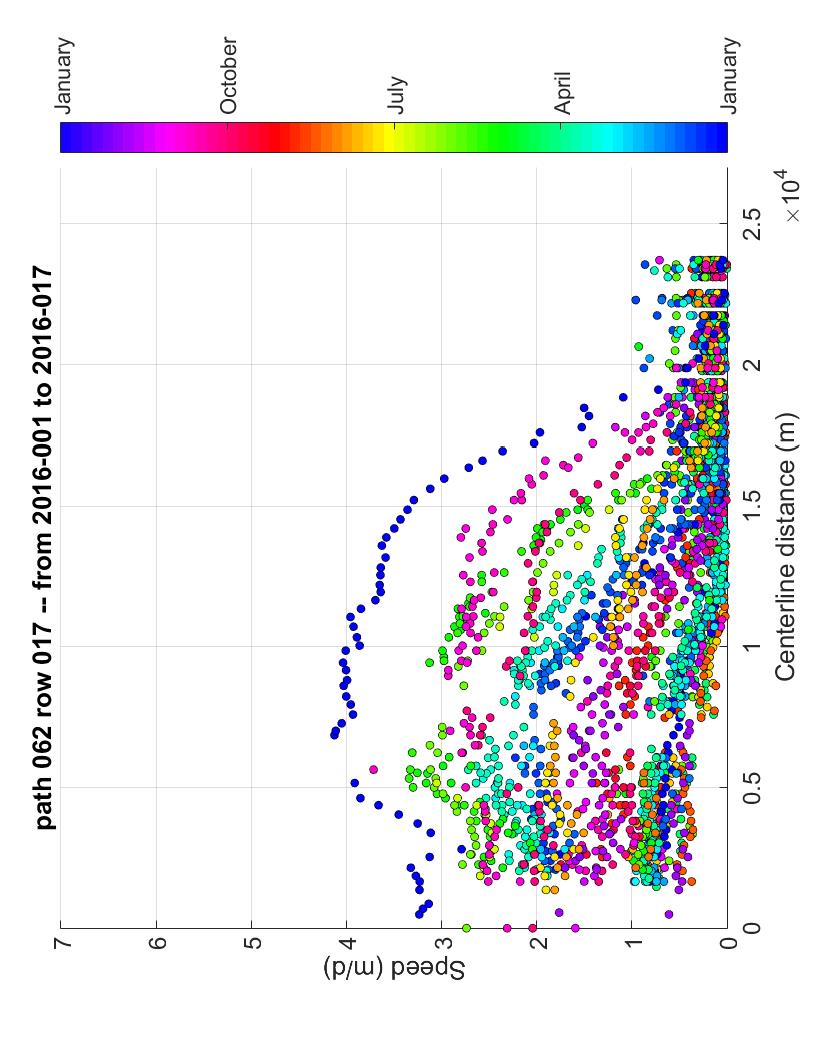 path 062 row 017 -- from 2016-001 to 2016-017
7
6
5
4
3
2
1
0
Speed (m/d)
0
0.5
1
1.5
2
2.5
×10^4
Centerline distance (m)
January
October
July
April
January